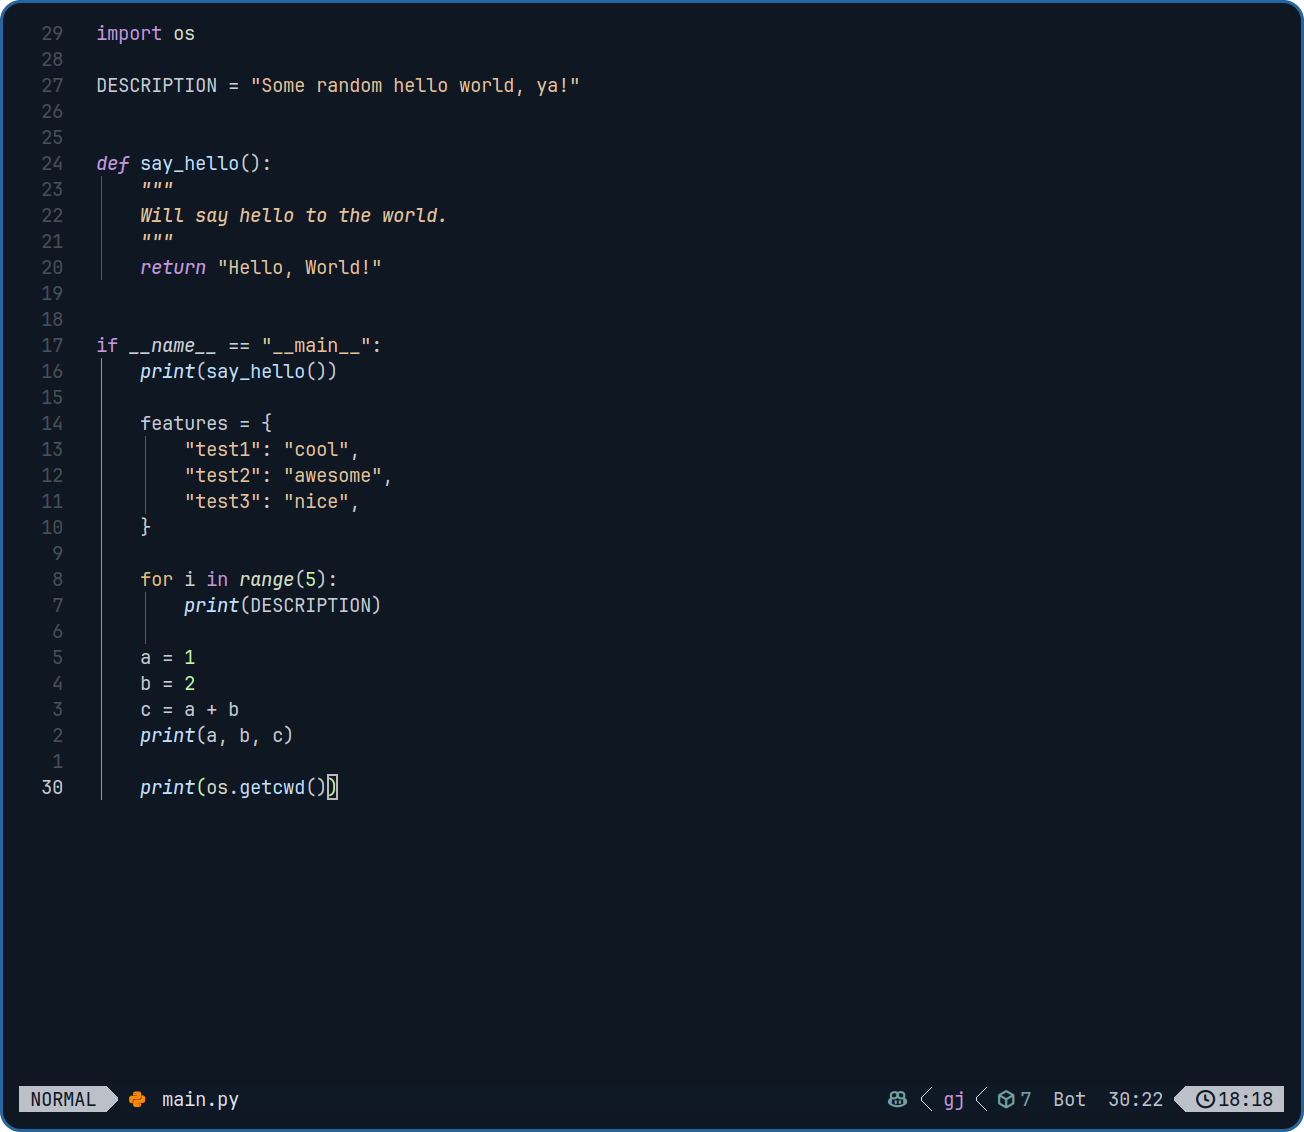 29 import os
28
27 DESCRIPTION = "Some random hello world, ya!"
26
25
24 def say_hello():
23     """
22     Will say hello to the world.
21     """
20     return "Hello, World!"
19
18
17 if __name__ == "__main__":
16     print(say_hello())
15
14     features = {
13         "test1": "cool",
12         "test2": "awesome",
11         "test3": "nice",
10     }
9
8     for i in range(5):
7         print(DESCRIPTION)
6
5     a = 1
4     b = 2
3     c = a + b
2     print(a, b, c)
1
30     print(os.getcwd())
NORMAL main.py gj 7 Bot 30:22 18:18